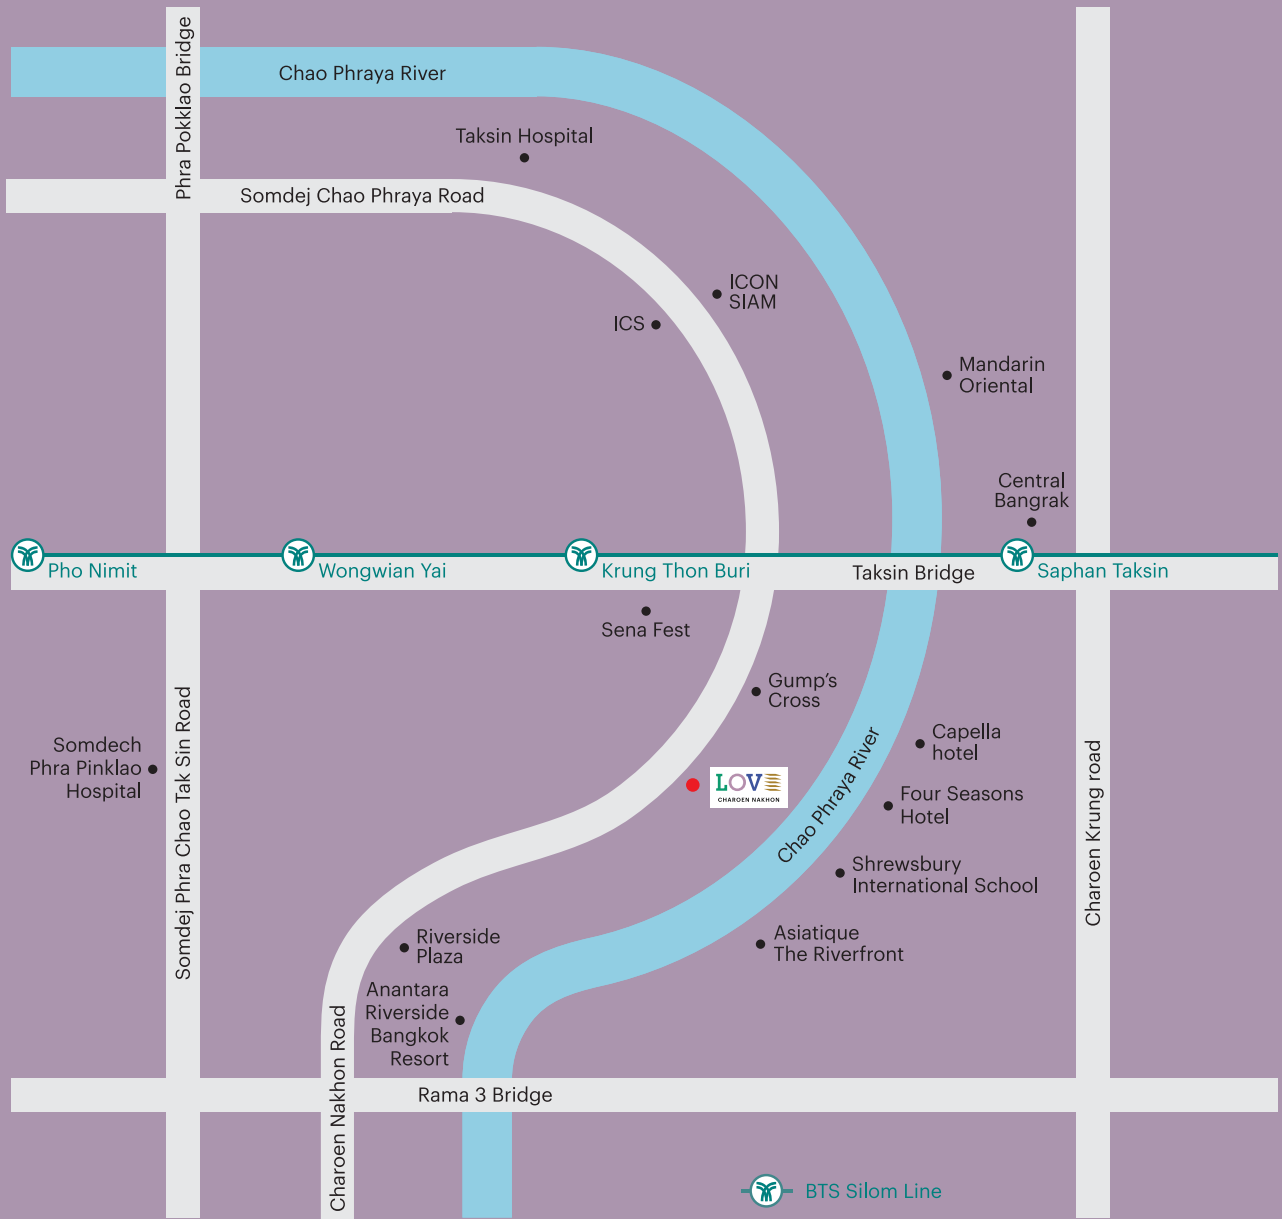 Phra Pokklao Bridge
Chao Phraya River
Taksin Hospital
Somdej Chao Phraya Road
ICON
SIAM
ICS
Mandarin
Oriental
Central
Bangrak
Pho Nimit
Wongwian Yai
Krung Thon Buri
Taksin Bridge
Saphan Taksin
Sena Fest
Gump's
Cross
Somdej Phra Chao Tak Sin Road
Somdech
Phra Pinklao
Hospital
LOVE
CHAROEN NAKHON
Chao Phraya River
Capella
hotel
Four Seasons
Hotel
Charoen Krung road
Shrewsbury
International School
Asiatique
The Riverfront
Riverside
Plaza
Anantara
Riverside
Bangkok
Resort
Charoen Nakhon Road
Rama 3 Bridge
BTS Silom Line